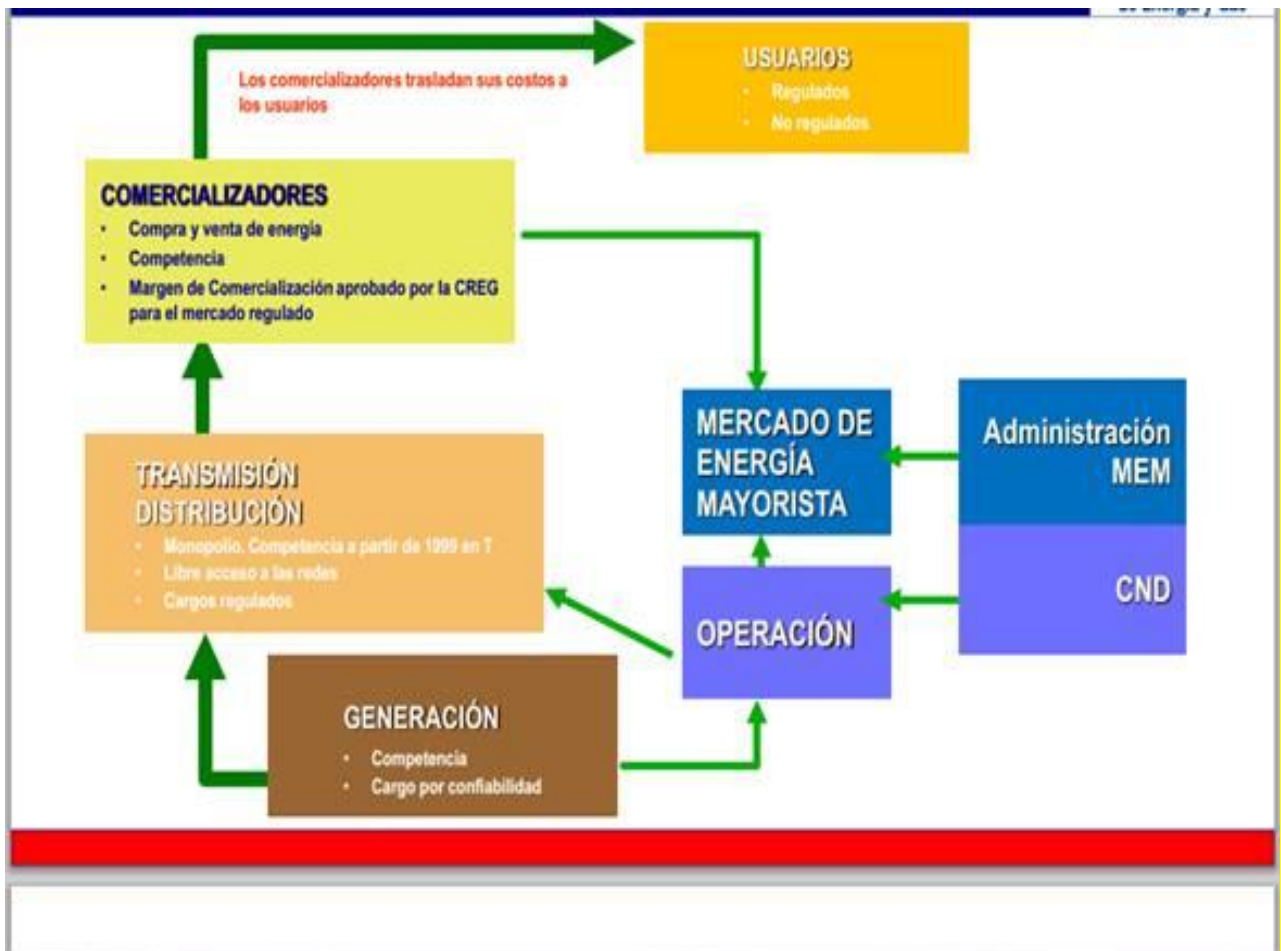 Los comercializadores trasladan sus costos a
los usuarios
USUARIOS
• Regulados
• No regulados
COMERCIALIZADORES
• Compra y venta de energía
• Competencia
• Margen de Comercialización aprobado por la CREG
para el mercado regulado
MERCADO DE
ENERGÍA
MAYORISTA
Administración
MEM
TRANSMISIÓN
DISTRIBUCIÓN
• Monopolio. Competencia a partir de 1999 en T
• Libre acceso a las redes
• Cargos regulados
OPERACIÓN
CND
GENERACIÓN
• Competencia
• Cargo por confiabilidad